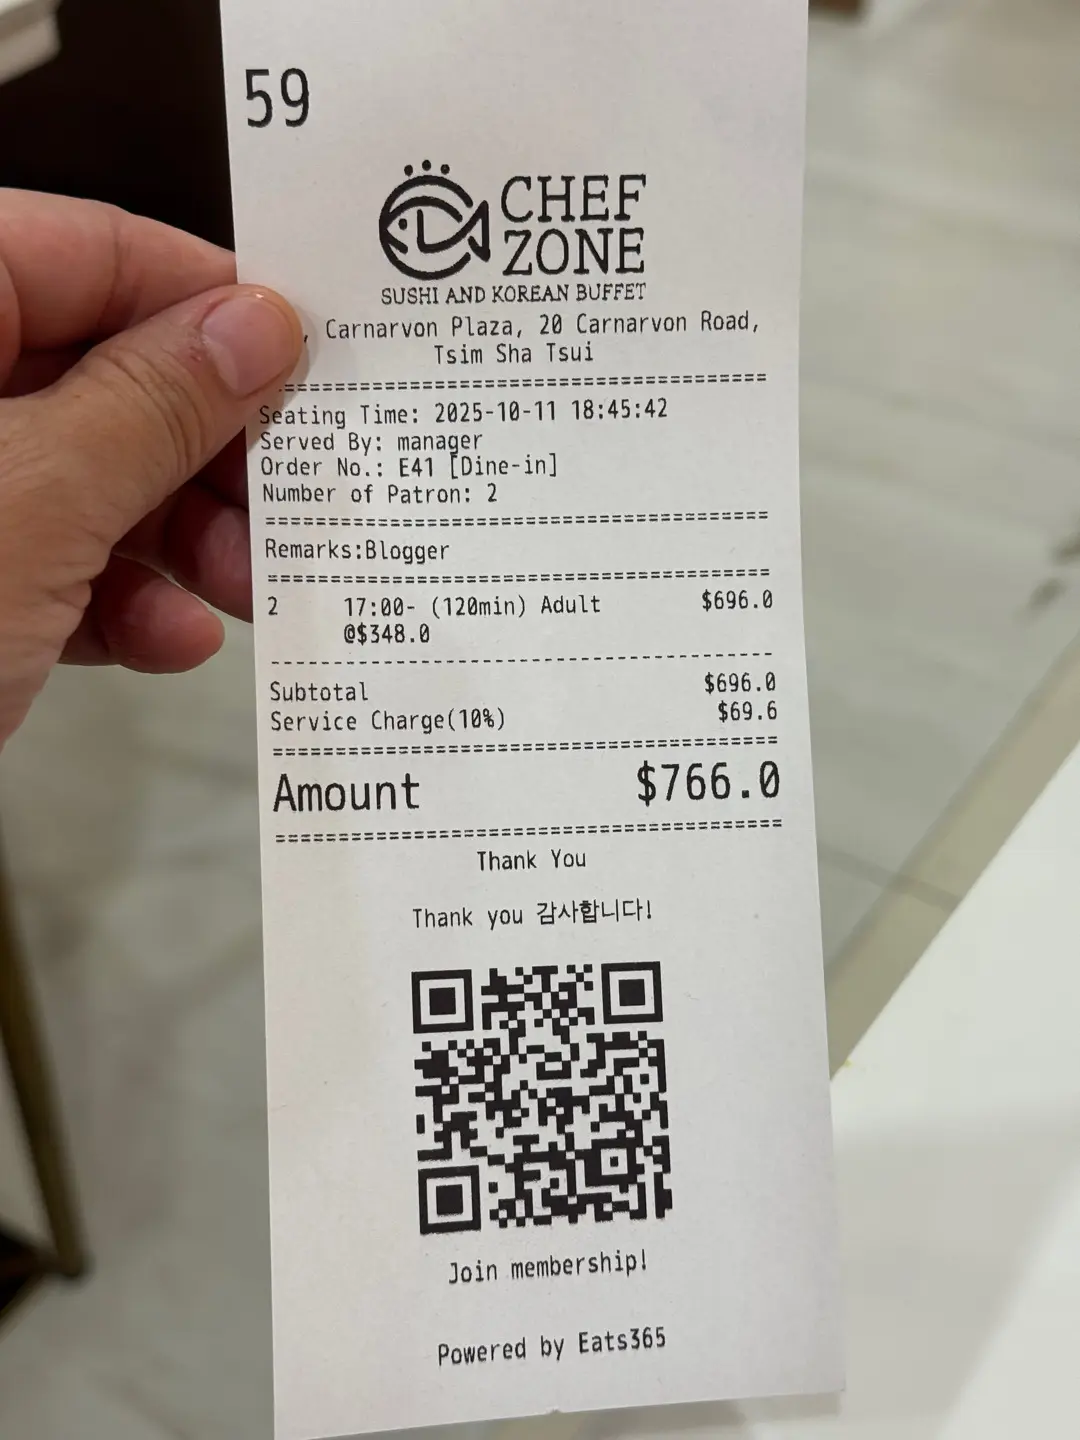 59
CHEF
ZONE
SUSHI AND KOREAN BUFFET
, Carnarvon Plaza, 20 Carnarvon Road,
Tsim Sha Tsui
=======================================
Seating Time: 2025-10-11 18:45:42
Served By: manager
Order No.: E41 [Dine-in]
Number of Patron: 2
=======================================
Remarks:Blogger
=======================================
2 17:00- (120min) Adult $696.0
@$348.0
---------------------------------------
Subtotal $696.0
Service Charge(10%) $69.6
=======================================
Amount $766.0
=======================================
Thank You
Thank you 감사합니다!
Join membership!
Powered by Eats365